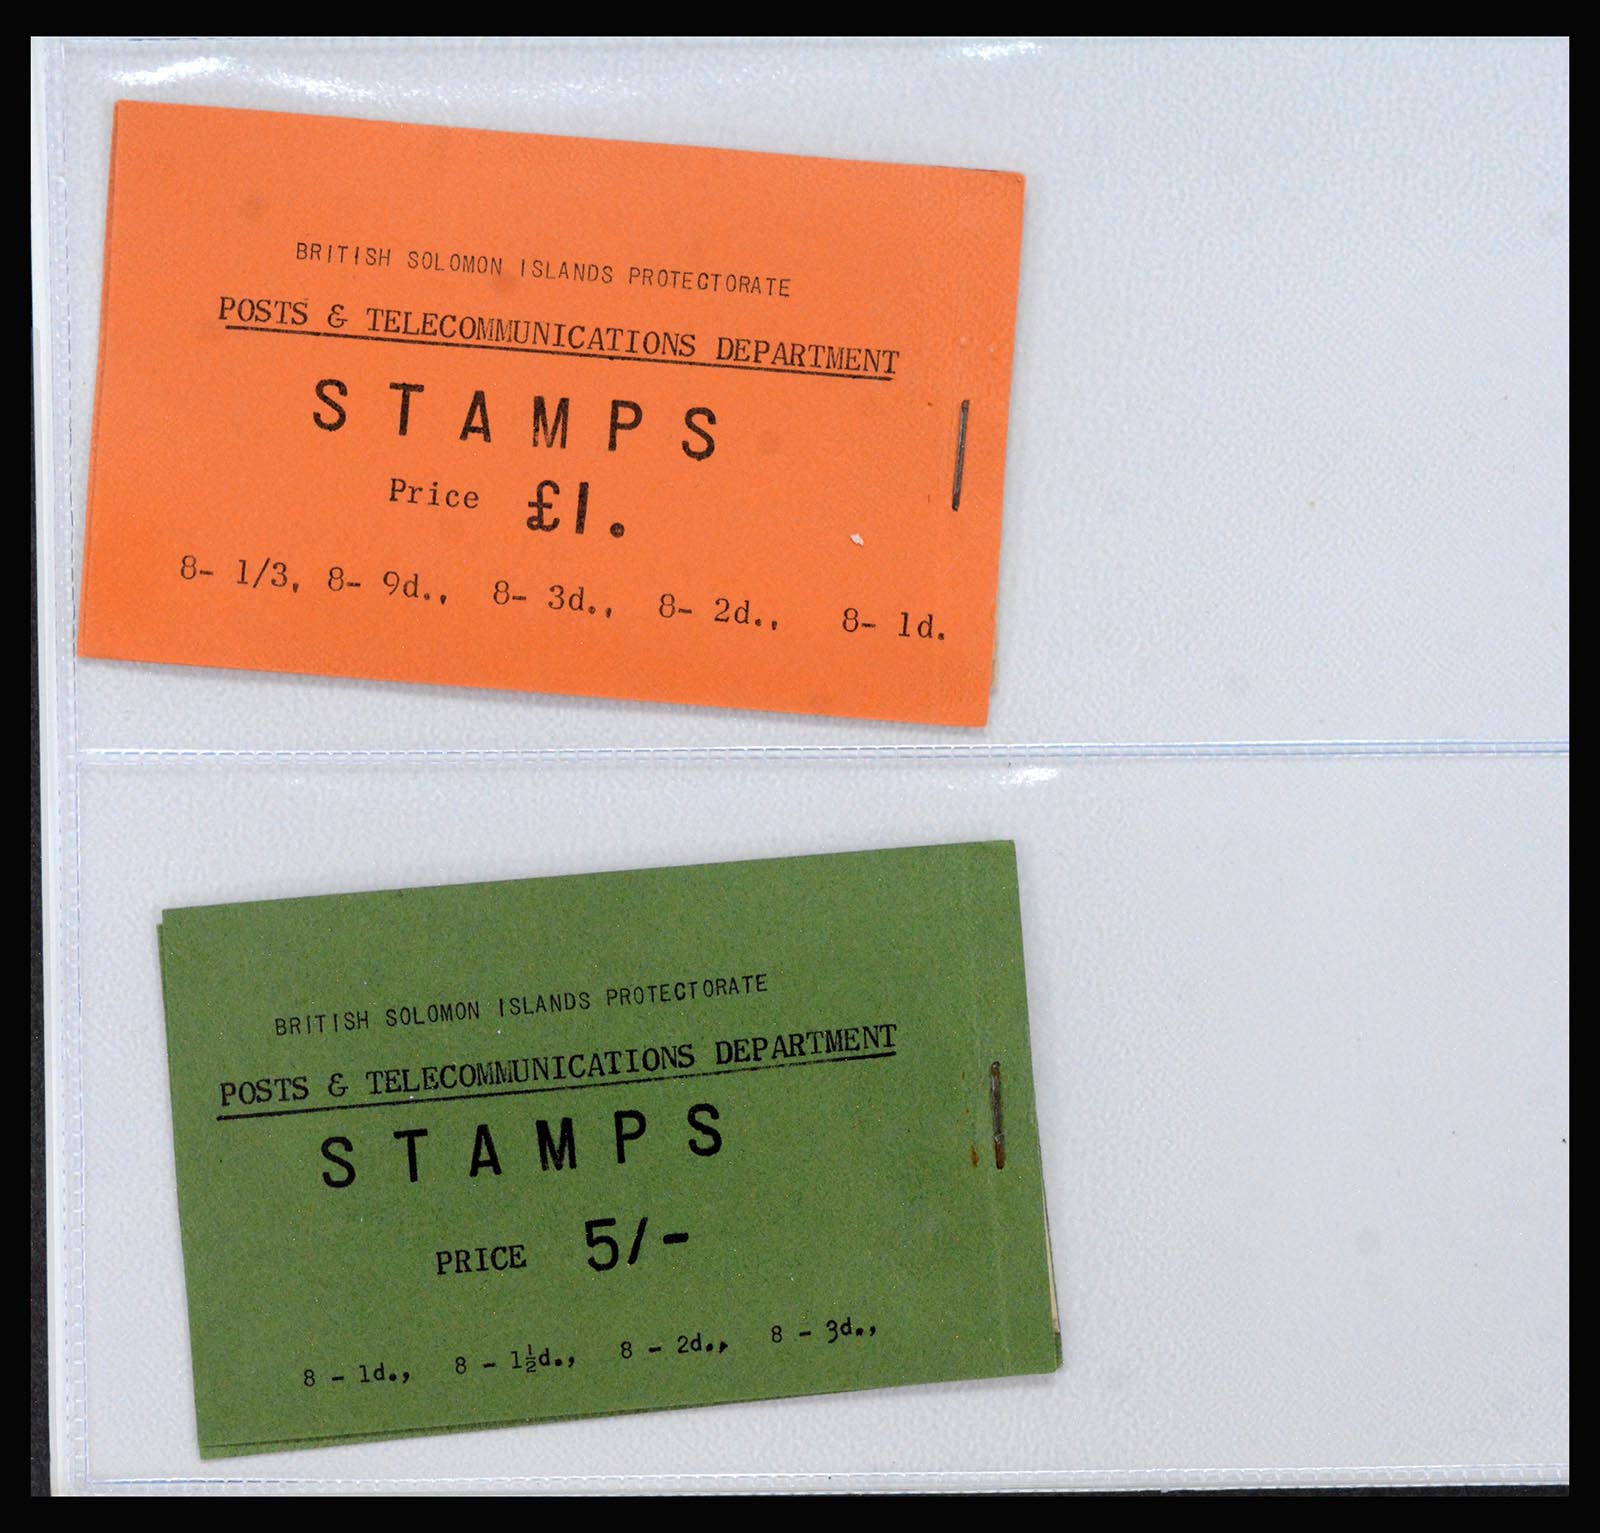 BRITISH SOLOMON ISLANDS PROTECTORATE
POSTS & TELECOMMUNICATIONS DEPARTMENT
STAMPS
Price £1.
8- 1/3, 8- 9d., 8- 3d., 8- 2d., 8- 1d.
BRITISH SOLOMON ISLANDS PROTECTORATE
POSTS & TELECOMMUNICATIONS DEPARTMENT
STAMPS
PRICE 5/-
8 - 1d., 8 - 1½d., 8 - 2d., 8 - 3d.,